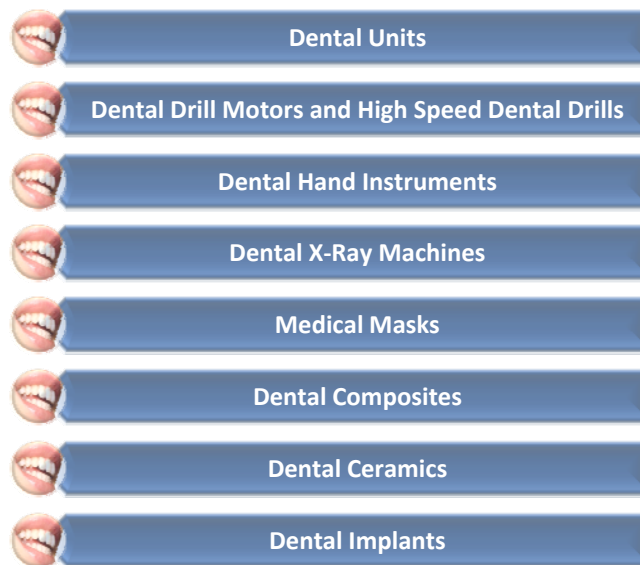 Dental Units
Dental Drill Motors and High Speed Dental Drills
Dental Hand Instruments
Dental X-Ray Machines
Medical Masks
Dental Composites
Dental Ceramics
Dental Implants